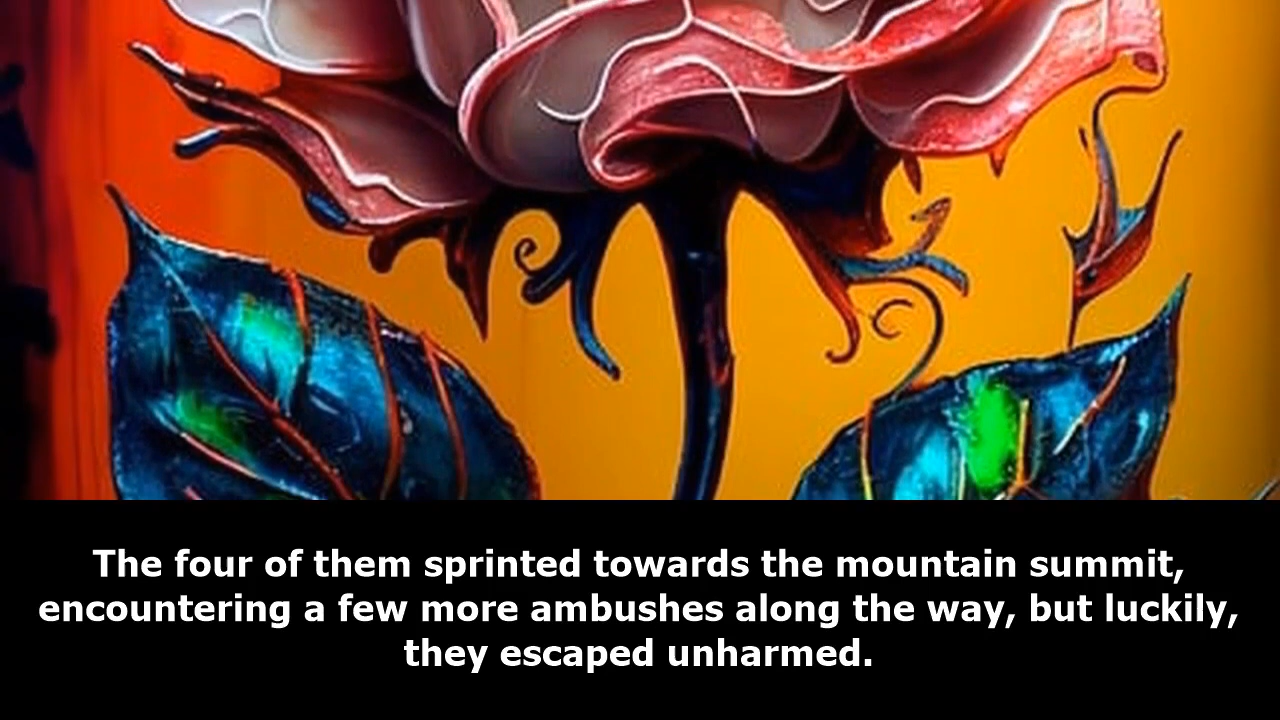 The four of them sprinted towards the mountain summit,
encountering a few more ambushes along the way, but luckily,
they escaped unharmed.